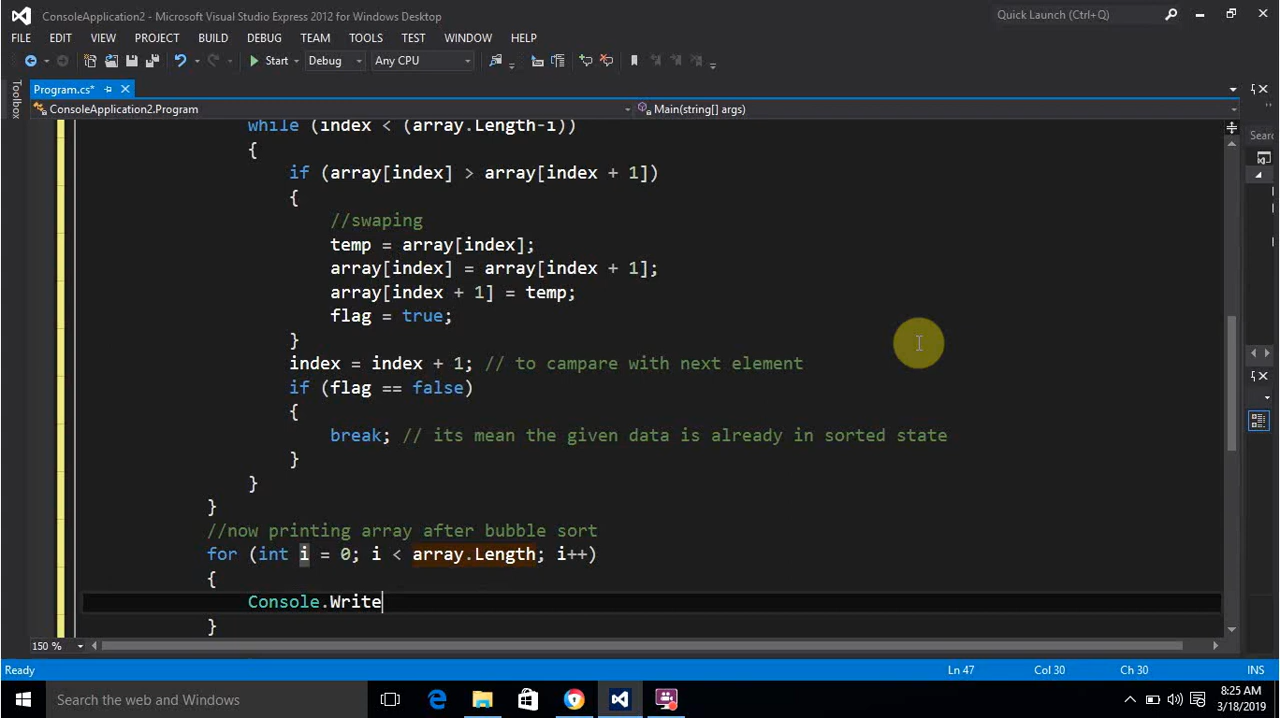 ConsoleApplication2 - Microsoft Visual Studio Express 2012 for Windows Desktop
Quick Launch (Ctrl+Q)
FILE EDIT VIEW PROJECT BUILD DEBUG TEAM TOOLS TEST WINDOW HELP
Start Debug Any CPU
Toolbox
Program.cs*
ConsoleApplication2.Program Main(string[] args)
Searc
while (index < (array.Length-i))
{
if (array[index] > array[index + 1])
{
//swaping
temp = array[index];
array[index] = array[index + 1];
array[index + 1] = temp;
flag = true;
}
index = index + 1; // to campare with next element
if (flag == false)
{
break; // its mean the given data is already in sorted state
}
}
}
//now printing array after bubble sort
for (int i = 0; i < array.Length; i++)
{
Console.Write
}
150 %
Ready Ln 47 Col 30 Ch 30 INS
Search the web and Windows
8:25 AM
3/18/2019